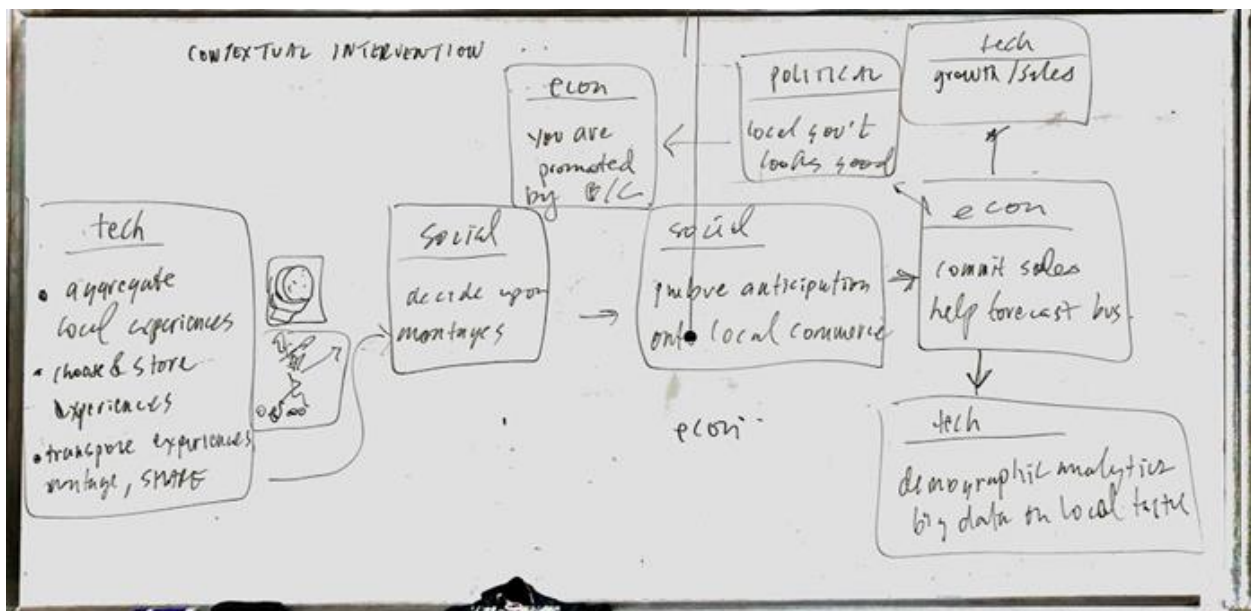 CONTEXTUAL INTERVENTION
tech
• aggregate
local experiences
• choose & store
experiences
• transpose experiences,
montage, SHARE
social
decide upon
montages
econ
you are
promoted
by
social
anticipation
onto local commerce
econ
POLITICAL
local gov't
looks good
tech
growth/sales
econ
commit sales
help forecast bus.
tech
demographic analytics
big data on local taste